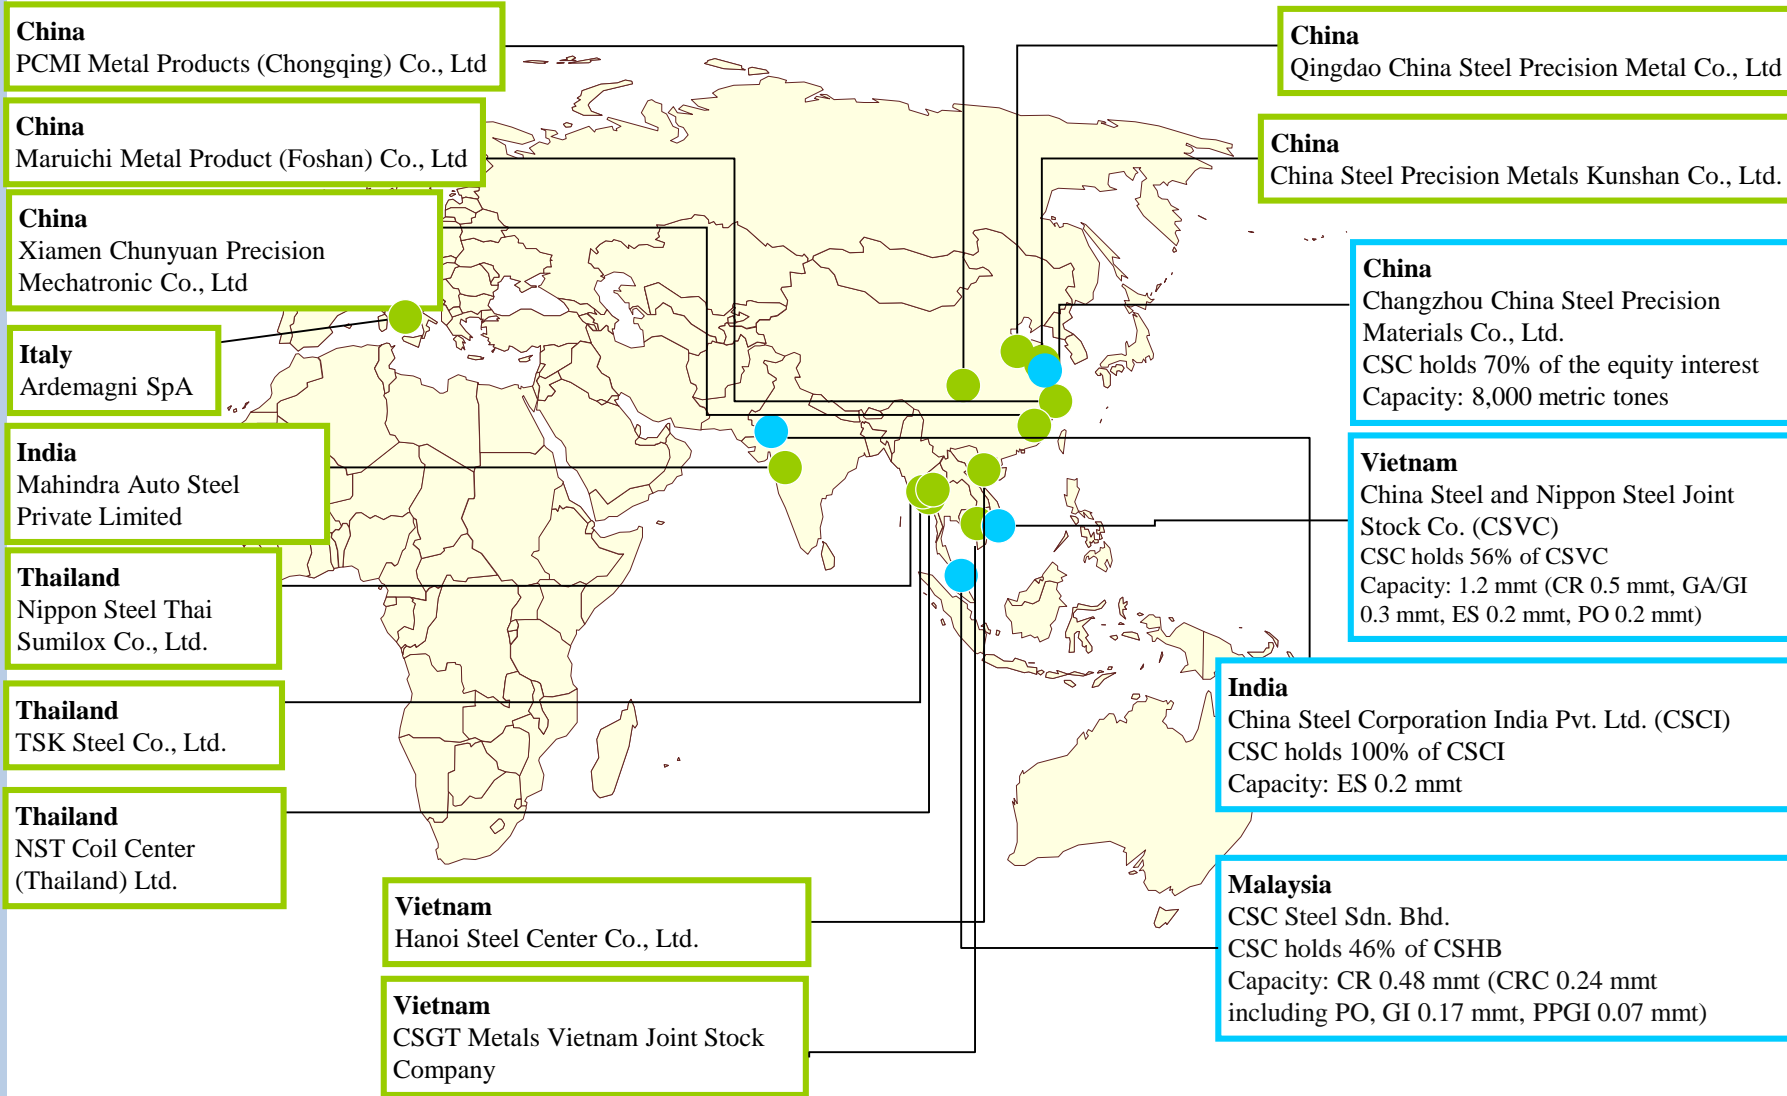 China
PCMI Metal Products (Chongqing) Co., Ltd
China
Maruichi Metal Product (Foshan) Co., Ltd
China
Xiamen Chunyuan Precision
Mechatronic Co., Ltd
Italy
Ardemagni SpA
India
Mahindra Auto Steel
Private Limited
Thailand
Nippon Steel Thai
Sumilox Co., Ltd.
Thailand
TSK Steel Co., Ltd.
Thailand
NST Coil Center
(Thailand) Ltd.
Vietnam
Hanoi Steel Center Co., Ltd.
Vietnam
CSGT Metals Vietnam Joint Stock
Company
China
Qingdao China Steel Precision Metal Co., Ltd
China
China Steel Precision Metals Kunshan Co., Ltd.
China
Changzhou China Steel Precision
Materials Co., Ltd.
CSC holds 70% of the equity interest
Capacity: 8,000 metric tones
Vietnam
China Steel and Nippon Steel Joint
Stock Co. (CSVC)
CSC holds 56% of CSVC
Capacity: 1.2 mmt (CR 0.5 mmt, GA/GI
0.3 mmt, ES 0.2 mmt, PO 0.2 mmt)
India
China Steel Corporation India Pvt. Ltd. (CSCI)
CSC holds 100% of CSCI
Capacity: ES 0.2 mmt
Malaysia
CSC Steel Sdn. Bhd.
CSC holds 46% of CSHB
Capacity: CR 0.48 mmt (CRC 0.24 mmt
including PO, GI 0.17 mmt, PPGI 0.07 mmt)